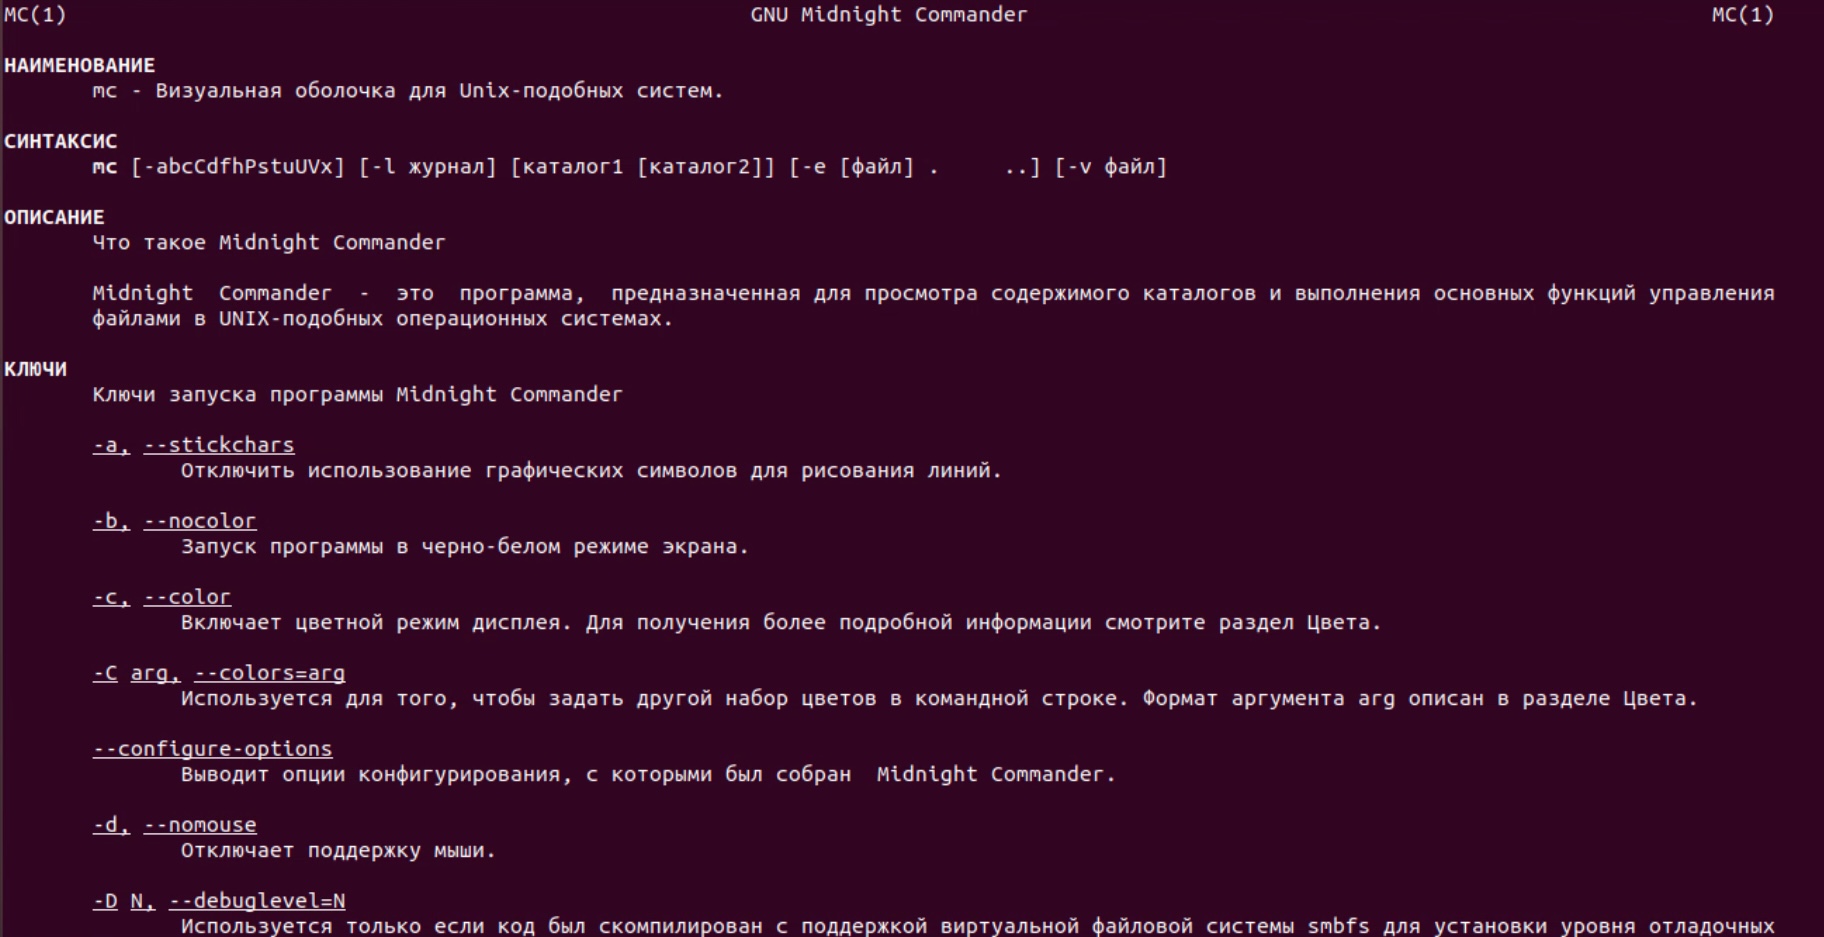 MC(1) GNU Midnight Commander MC(1)
НАИМЕНОВАНИЕ
mc - Визуальная оболочка для Unix-подобных систем.
СИНТАКСИС
mc [-abcCdfhPstuUVx] [-l журнал] [каталог1 [каталог2]] [-e [файл] .     ..] [-v файл]
ОПИСАНИЕ
Что такое Midnight Commander
Midnight  Commander  -  это  программа,  предназначенная для просмотра содержимого каталогов и выполнения основных функций управления
файлами в UNIX-подобных операционных системах.
КЛЮЧИ
Ключи запуска программы Midnight Commander
-a, --stickchars
Отключить использование графических символов для рисования линий.
-b, --nocolor
Запуск программы в черно-белом режиме экрана.
-c, --color
Включает цветной режим дисплея. Для получения более подробной информации смотрите раздел Цвета.
-C arg, --colors=arg
Используется для того, чтобы задать другой набор цветов в командной строке. Формат аргумента arg описан в разделе Цвета.
--configure-options
Выводит опции конфигурирования, с которыми был собран  Midnight Commander.
-d, --nomouse
Отключает поддержку мыши.
-D N, --debuglevel=N
Используется только если код был скомпилирован с поддержкой виртуальной файловой системы smbfs для установки уровня отладочных